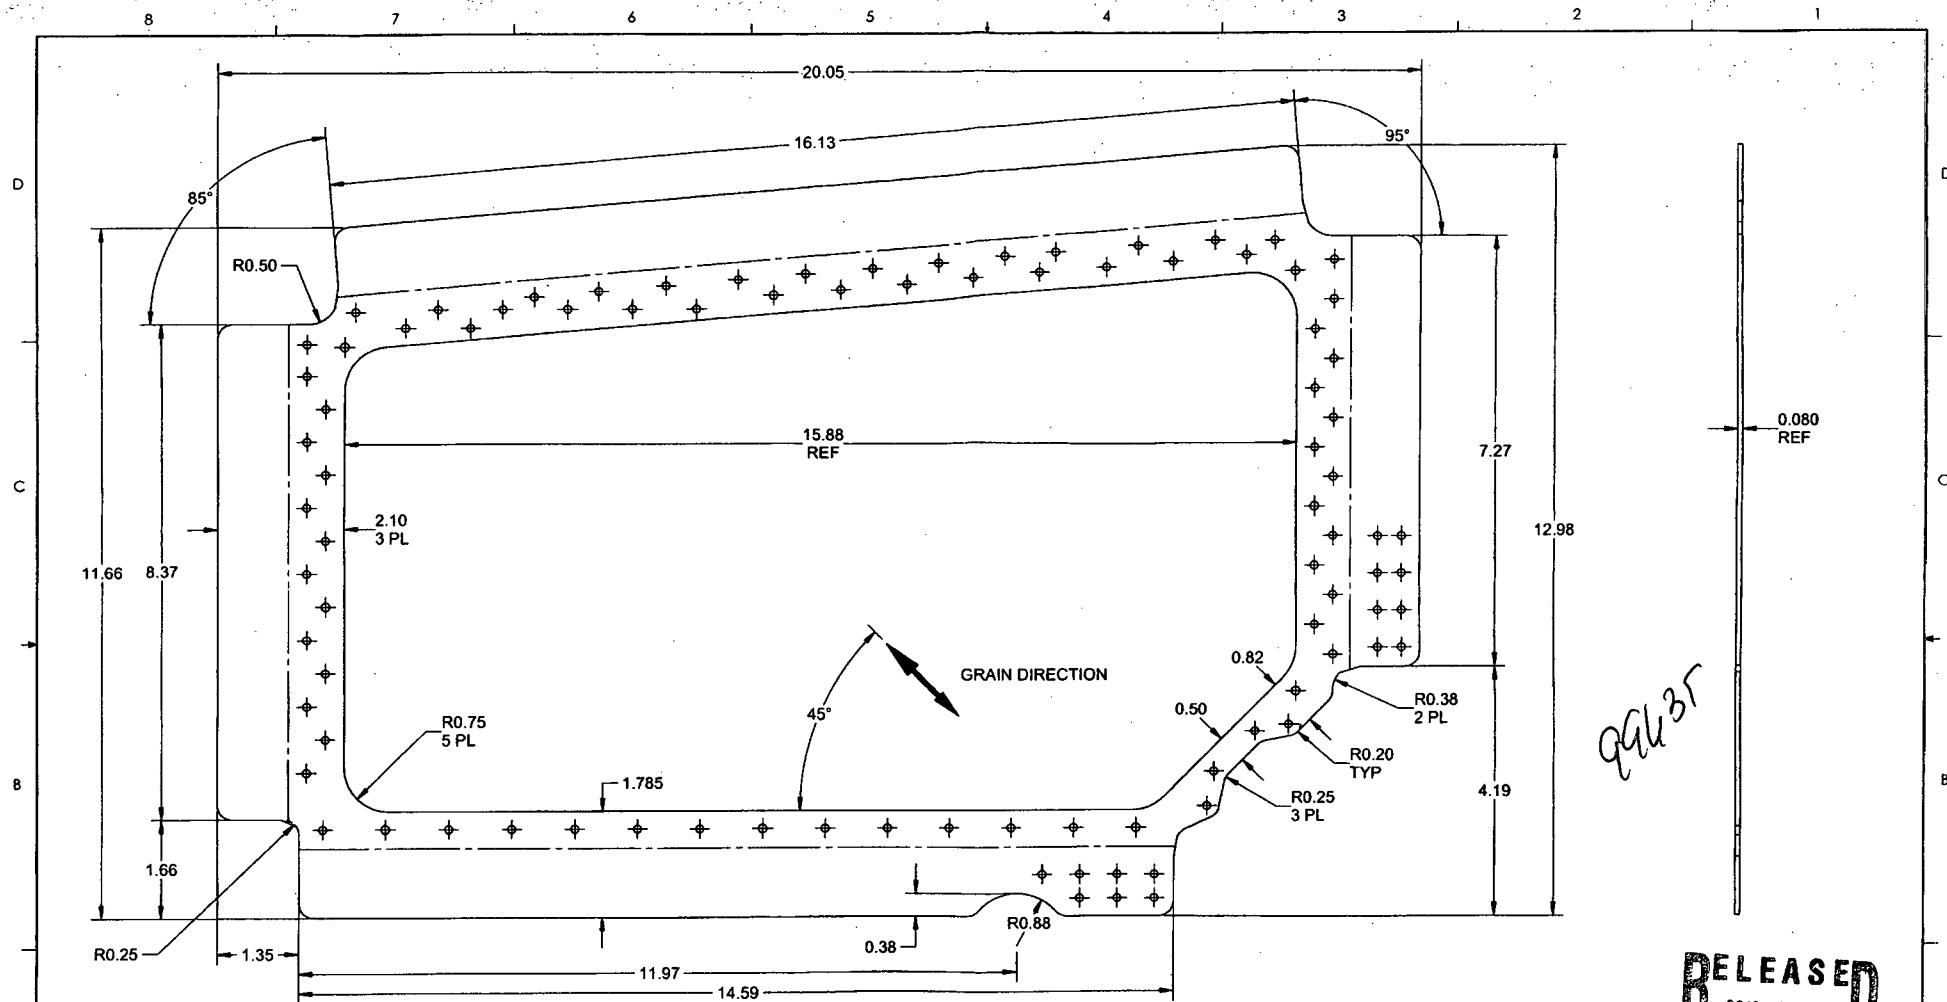 8 7 6 5 4 3 2 1
20.05
16.13
95°
D
D
85°
R0.50
0.080
REF
15.88
REF
7.27
C
C
2.10
3 PL
12.98
11.66
8.37
GRAIN DIRECTION
0.82
R0.38
2 PL
0.50
45°
R0.75
5 PL
R0.20
TYP
1.785
B
B
R0.25
3 PL
4.19
1.66
R0.88
0.38
R0.25
1.35
11.97
14.59
RELEASED